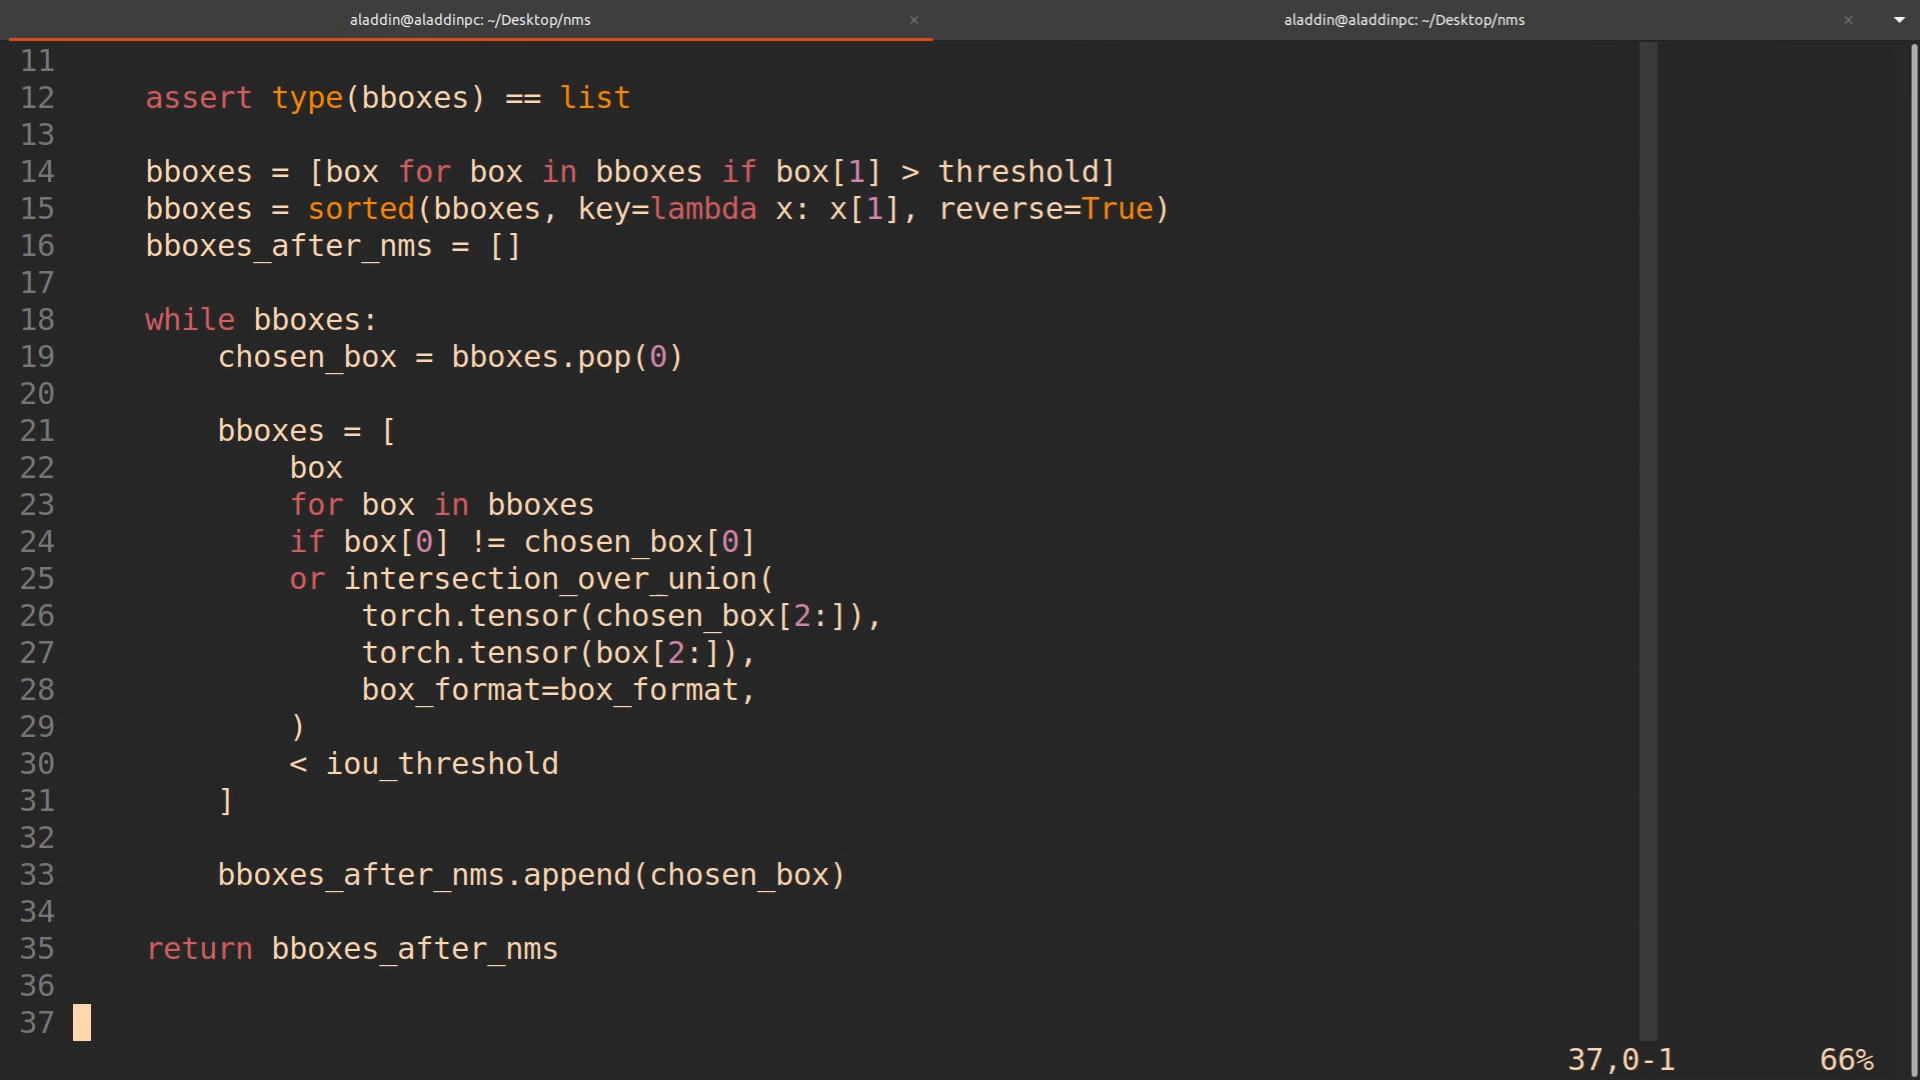 aladdin@aladdinpc: ~/Desktop/nms × aladdin@aladdinpc: ~/Desktop/nms ×
11
12     assert type(bboxes) == list
13
14     bboxes = [box for box in bboxes if box[1] > threshold]
15     bboxes = sorted(bboxes, key=lambda x: x[1], reverse=True)
16     bboxes_after_nms = []
17
18     while bboxes:
19         chosen_box = bboxes.pop(0)
20
21         bboxes = [
22             box
23             for box in bboxes
24             if box[0] != chosen_box[0]
25             or intersection_over_union(
26                 torch.tensor(chosen_box[2:]),
27                 torch.tensor(box[2:]),
28                 box_format=box_format,
29             )
30             < iou_threshold
31         ]
32
33         bboxes_after_nms.append(chosen_box)
34
35     return bboxes_after_nms
36
37
37,0-1 66%